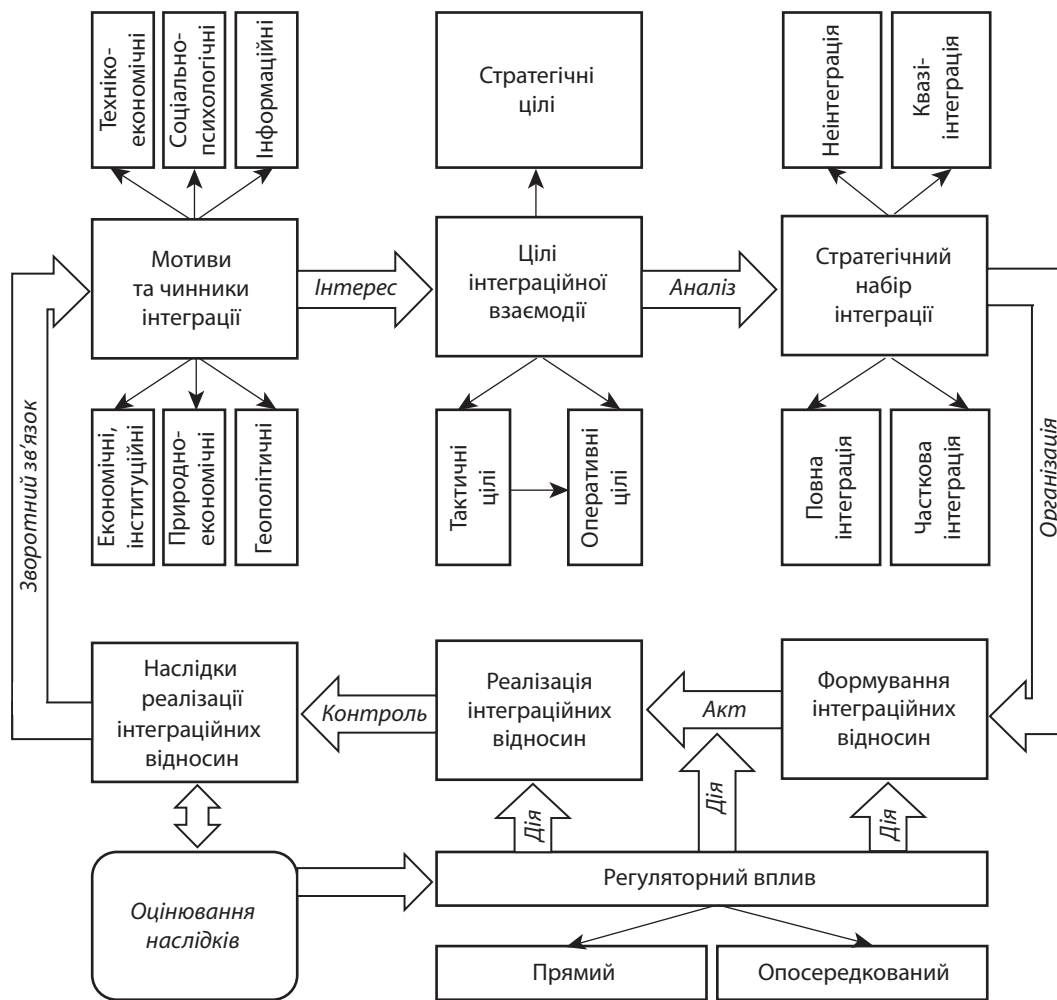 Техніко-
економічні
Соціально-
психологічні
Інформаційні
Стратегічні
цілі
Неінтеграція
Квазі-
інтеграція
Мотиви
та чинники
інтеграції
Інтерес
Цілі
інтеграційної
взаємодії
Аналіз
Стратегічний
набір
інтеграції
Зворотний зв’язок
Економічні,
інституційні
Природно-
економічні
Геополітичні
Тактичні
цілі
Оперативні
цілі
Повна
інтеграція
Часткова
інтеграція
Організація
Наслідки
реалізації
інтеграційних
відносин
Контроль
Реалізація
інтеграційних
відносин
Акт
Формування
інтеграційних
відносин
Дія
Дія
Дія
Оцінювання
наслідків
Регуляторний вплив
Прямий
Опосередкований